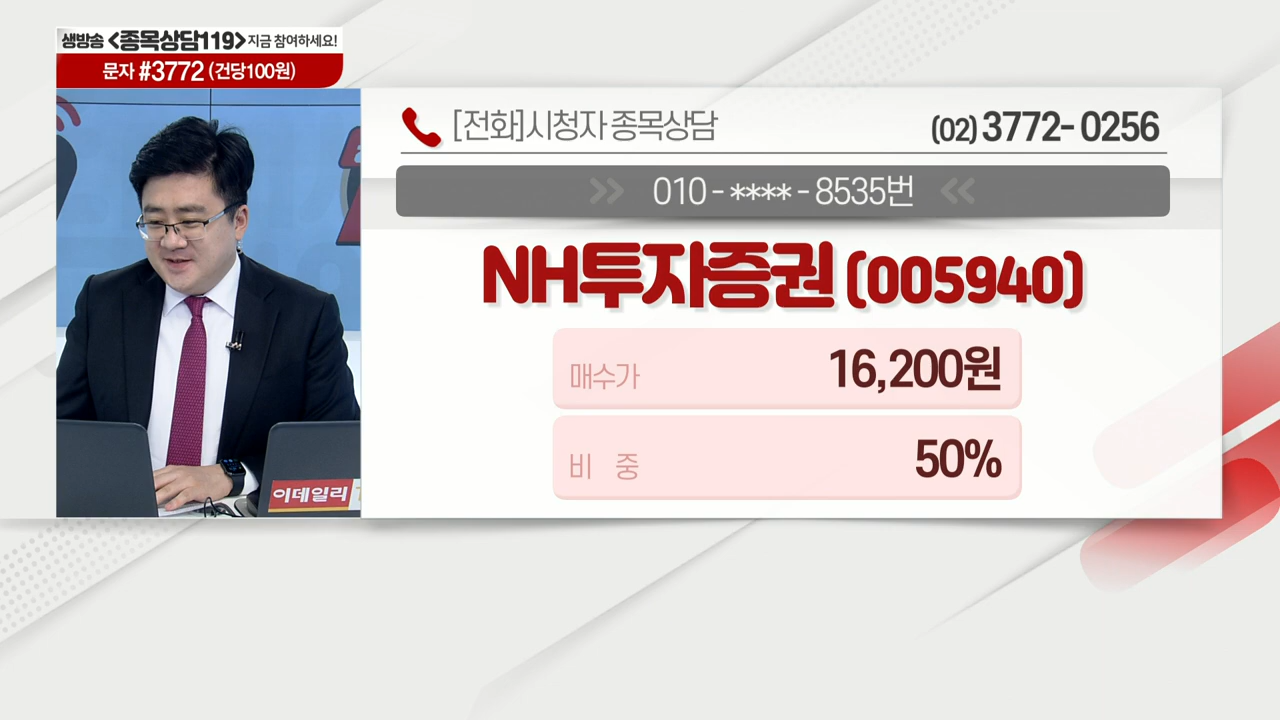 생방송 <종목상담119> 지금 참여하세요!
문자 #3772 (건당100원)
[전화]시청자 종목상담
(02) 3772- 0256
010 - **** - 8535번
NH투자증권 (005940)
매수가 16,200원
비 중 50%
이데일리